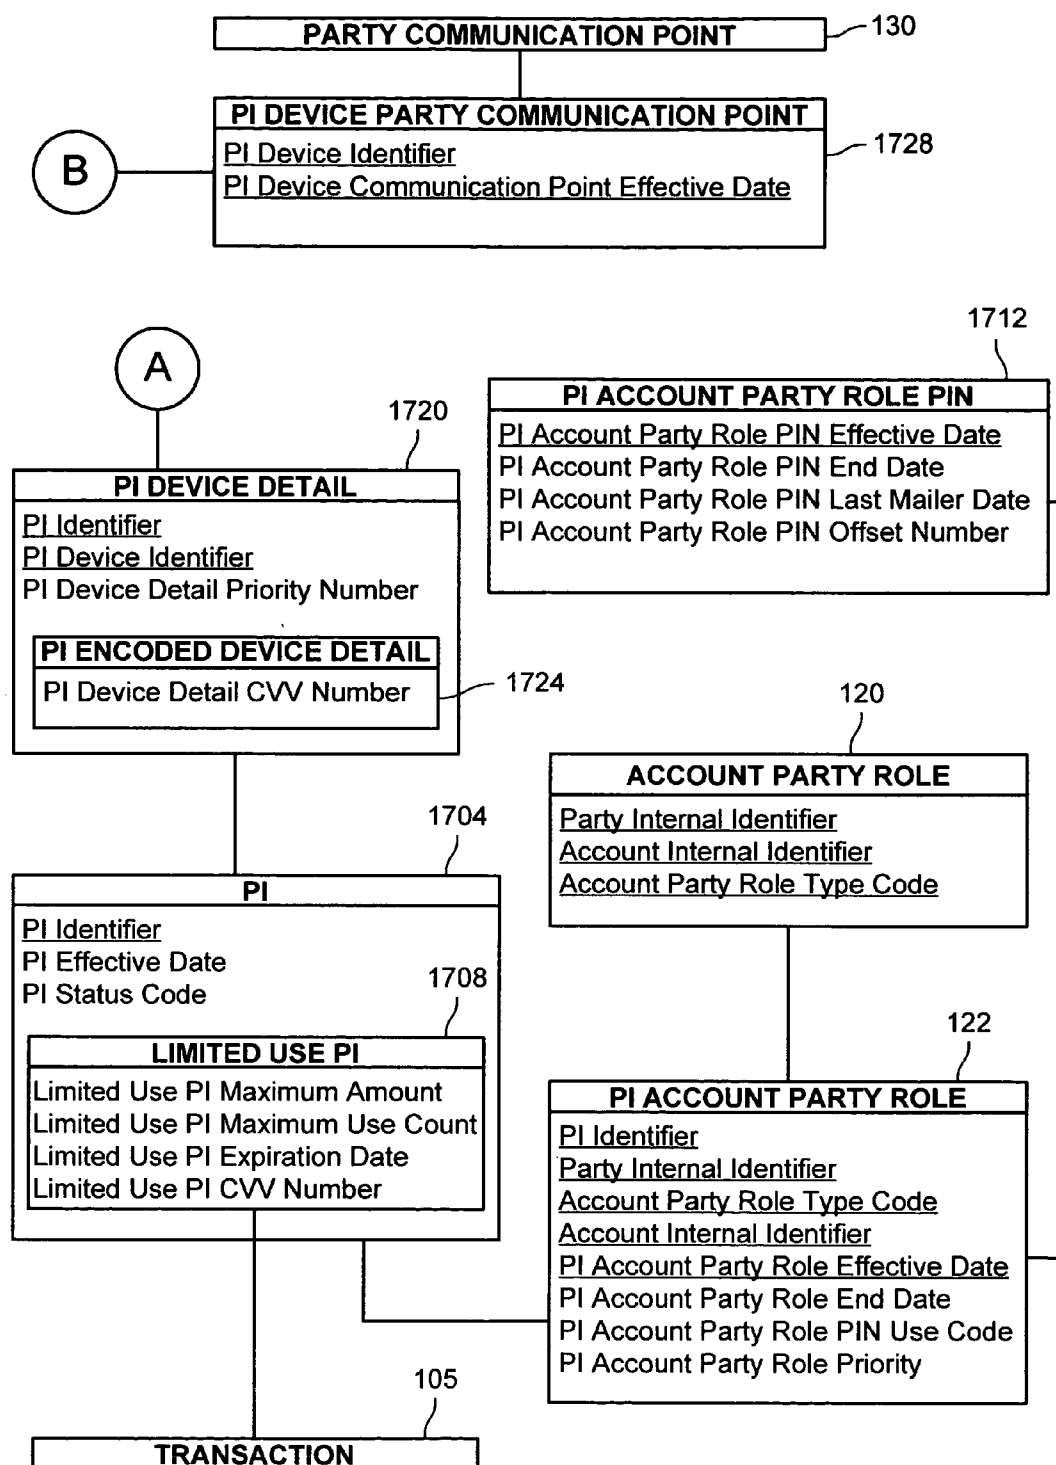 PARTY COMMUNICATION POINT
130
PI DEVICE PARTY COMMUNICATION POINT
PI Device Identifier
PI Device Communication Point Effective Date
1728
B
A
1720
PI DEVICE DETAIL
PI Identifier
PI Device Identifier
PI Device Detail Priority Number
PI ENCODED DEVICE DETAIL
PI Device Detail CVV Number
1724
1712
PI ACCOUNT PARTY ROLE PIN
PI Account Party Role PIN Effective Date
PI Account Party Role PIN End Date
PI Account Party Role PIN Last Mailer Date
PI Account Party Role PIN Offset Number
120
ACCOUNT PARTY ROLE
Party Internal Identifier
Account Internal Identifier
Account Party Role Type Code
1704
PI
PI Identifier
PI Effective Date
PI Status Code
1708
LIMITED USE PI
Limited Use PI Maximum Amount
Limited Use PI Maximum Use Count
Limited Use PI Expiration Date
Limited Use PI CVV Number
122
PI ACCOUNT PARTY ROLE
PI Identifier
Party Internal Identifier
Account Party Role Type Code
Account Internal Identifier
PI Account Party Role Effective Date
PI Account Party Role End Date
PI Account Party Role PIN Use Code
PI Account Party Role Priority
105
TRANSACTION